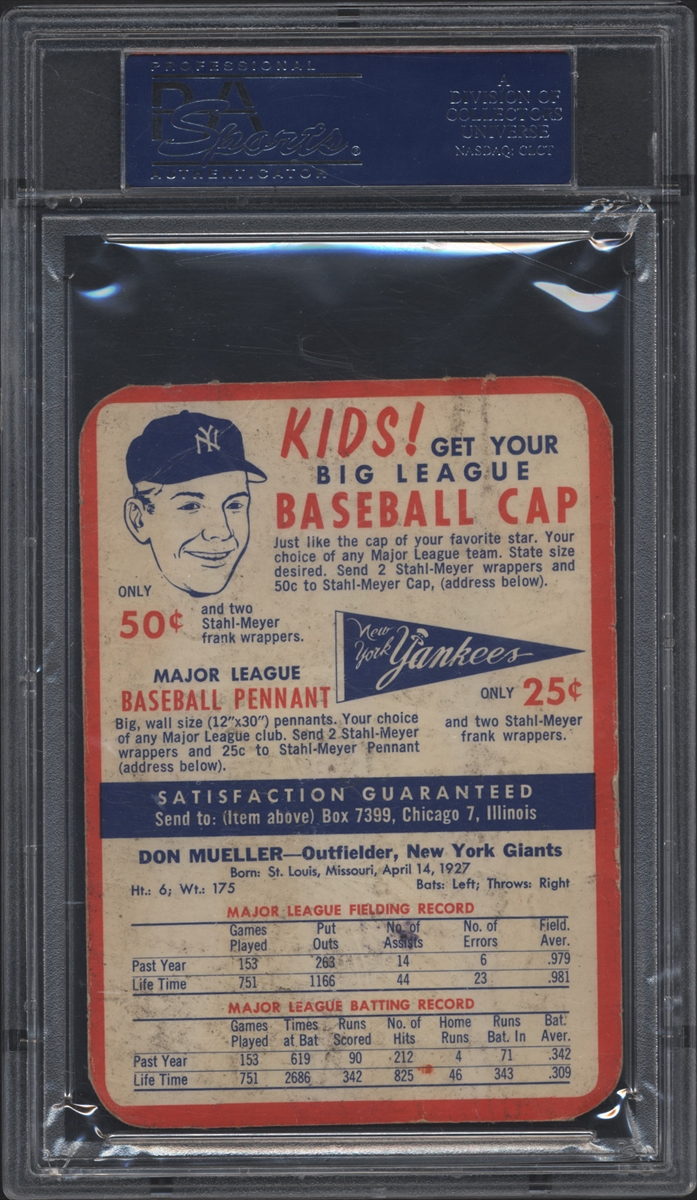 PROFESSIONAL
PSA
Sports®
AUTHENTICATOR
A
DIVISION OF
COLLECTORS
UNIVERSE
NASDAQ: CLCT
NY
KIDS! GET YOUR
BIG LEAGUE
BASEBALL CAP
Just like the cap of your favorite star. Your
choice of any Major League team. State size
desired. Send 2 Stahl-Meyer wrappers and
50c to Stahl-Meyer Cap, (address below).
ONLY
50¢ and two
Stahl-Meyer
frank wrappers.
New York Yankees
MAJOR LEAGUE
BASEBALL PENNANT
ONLY 25¢
and two Stahl-Meyer
frank wrappers.
Big, wall size (12"x30") pennants. Your choice
of any Major League club. Send 2 Stahl-Meyer
wrappers and 25c to Stahl-Meyer Pennant
(address below).
SATISFACTION GUARANTEED
Send to: (Item above) Box 7399, Chicago 7, Illinois
DON MUELLER—Outfielder, New York Giants
Born: St. Louis, Missouri, April 14, 1927
Ht.: 6; Wt.: 175 Bats: Left; Throws: Right
MAJOR LEAGUE FIELDING RECORD
Games Put No. of No. of Field.
Played Outs Assists Errors Aver.
Past Year 153 263 14 6 .979
Life Time 751 1166 44 23 .981
MAJOR LEAGUE BATTING RECORD
Games Times Runs No. of Home Runs Bat.
Played at Bat Scored Hits Runs Bat. In Aver.
Past Year 153 619 90 212 4 71 .342
Life Time 751 2686 342 825 46 343 .309